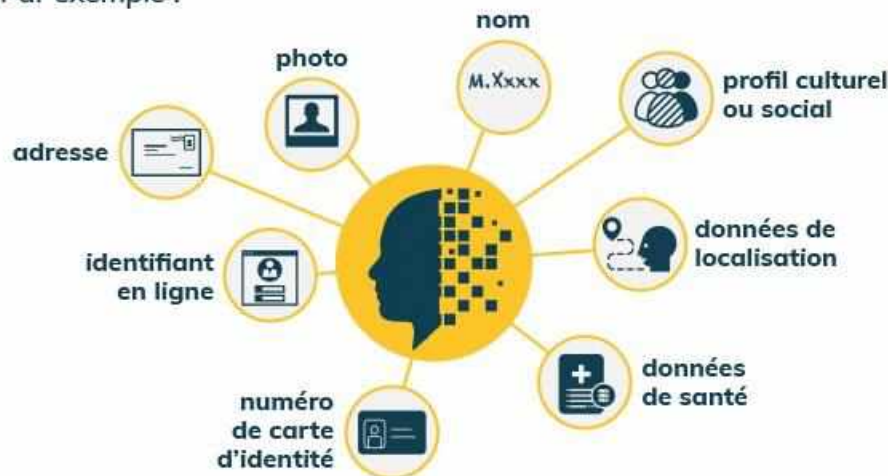 Par exemple :
nom
M.Xxxx
photo
profil culturel
ou social
adresse
données de
localisation
identifiant
en ligne
données
de santé
numéro
de carte
d'identité